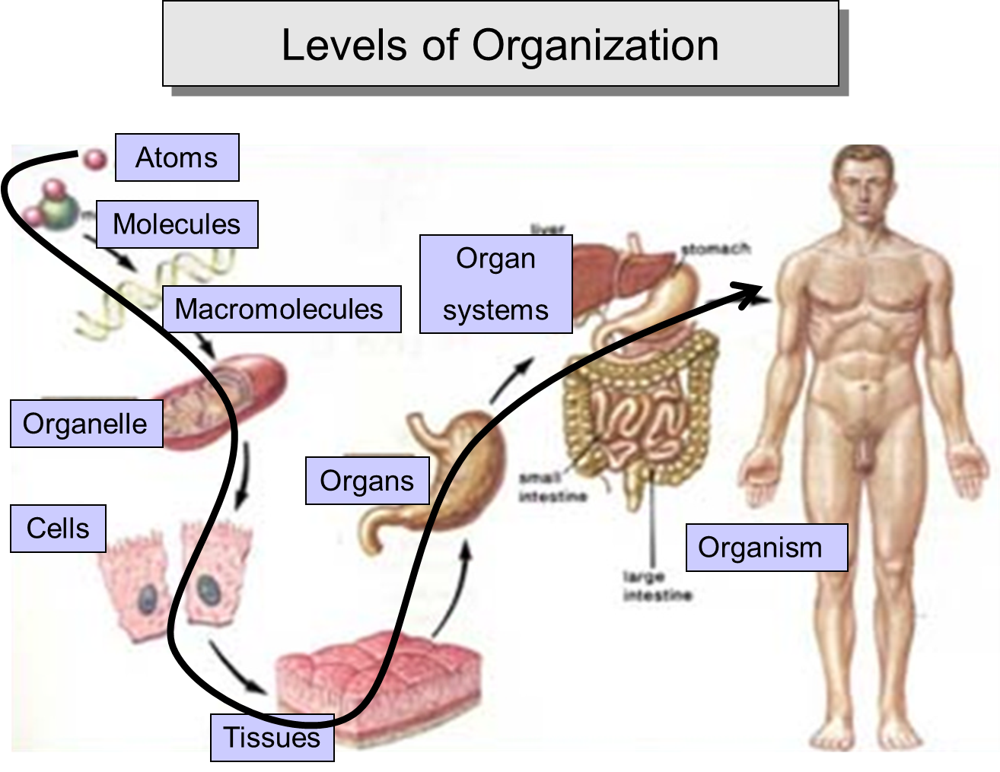 Levels of Organization
Atoms
Molecules
Macromolecules
Organelle
Cells
Tissues
Organs
Organ
systems
liver
stomach
small
intestine
large
intestine
Organism